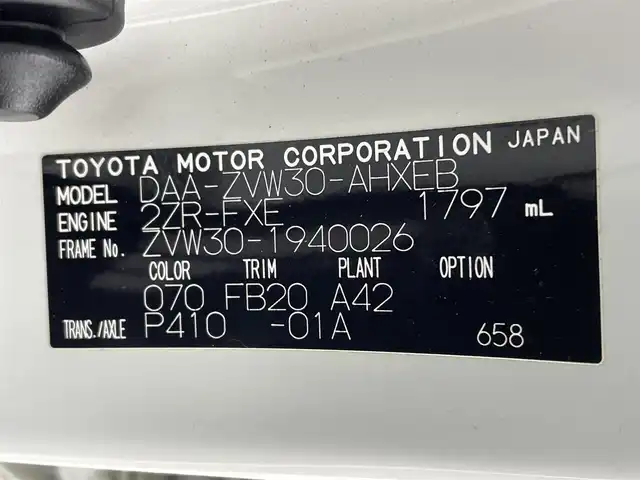 TOYOTA MOTOR CORPORATION JAPAN
MODEL DAA-ZVW30-AHXEB
ENGINE 2ZR-FXE 1797 mL
FRAME No. ZVW30-1940026
COLOR TRIM PLANT OPTION
070 FB20 A42
TRANS./AXLE P410 -01A 658